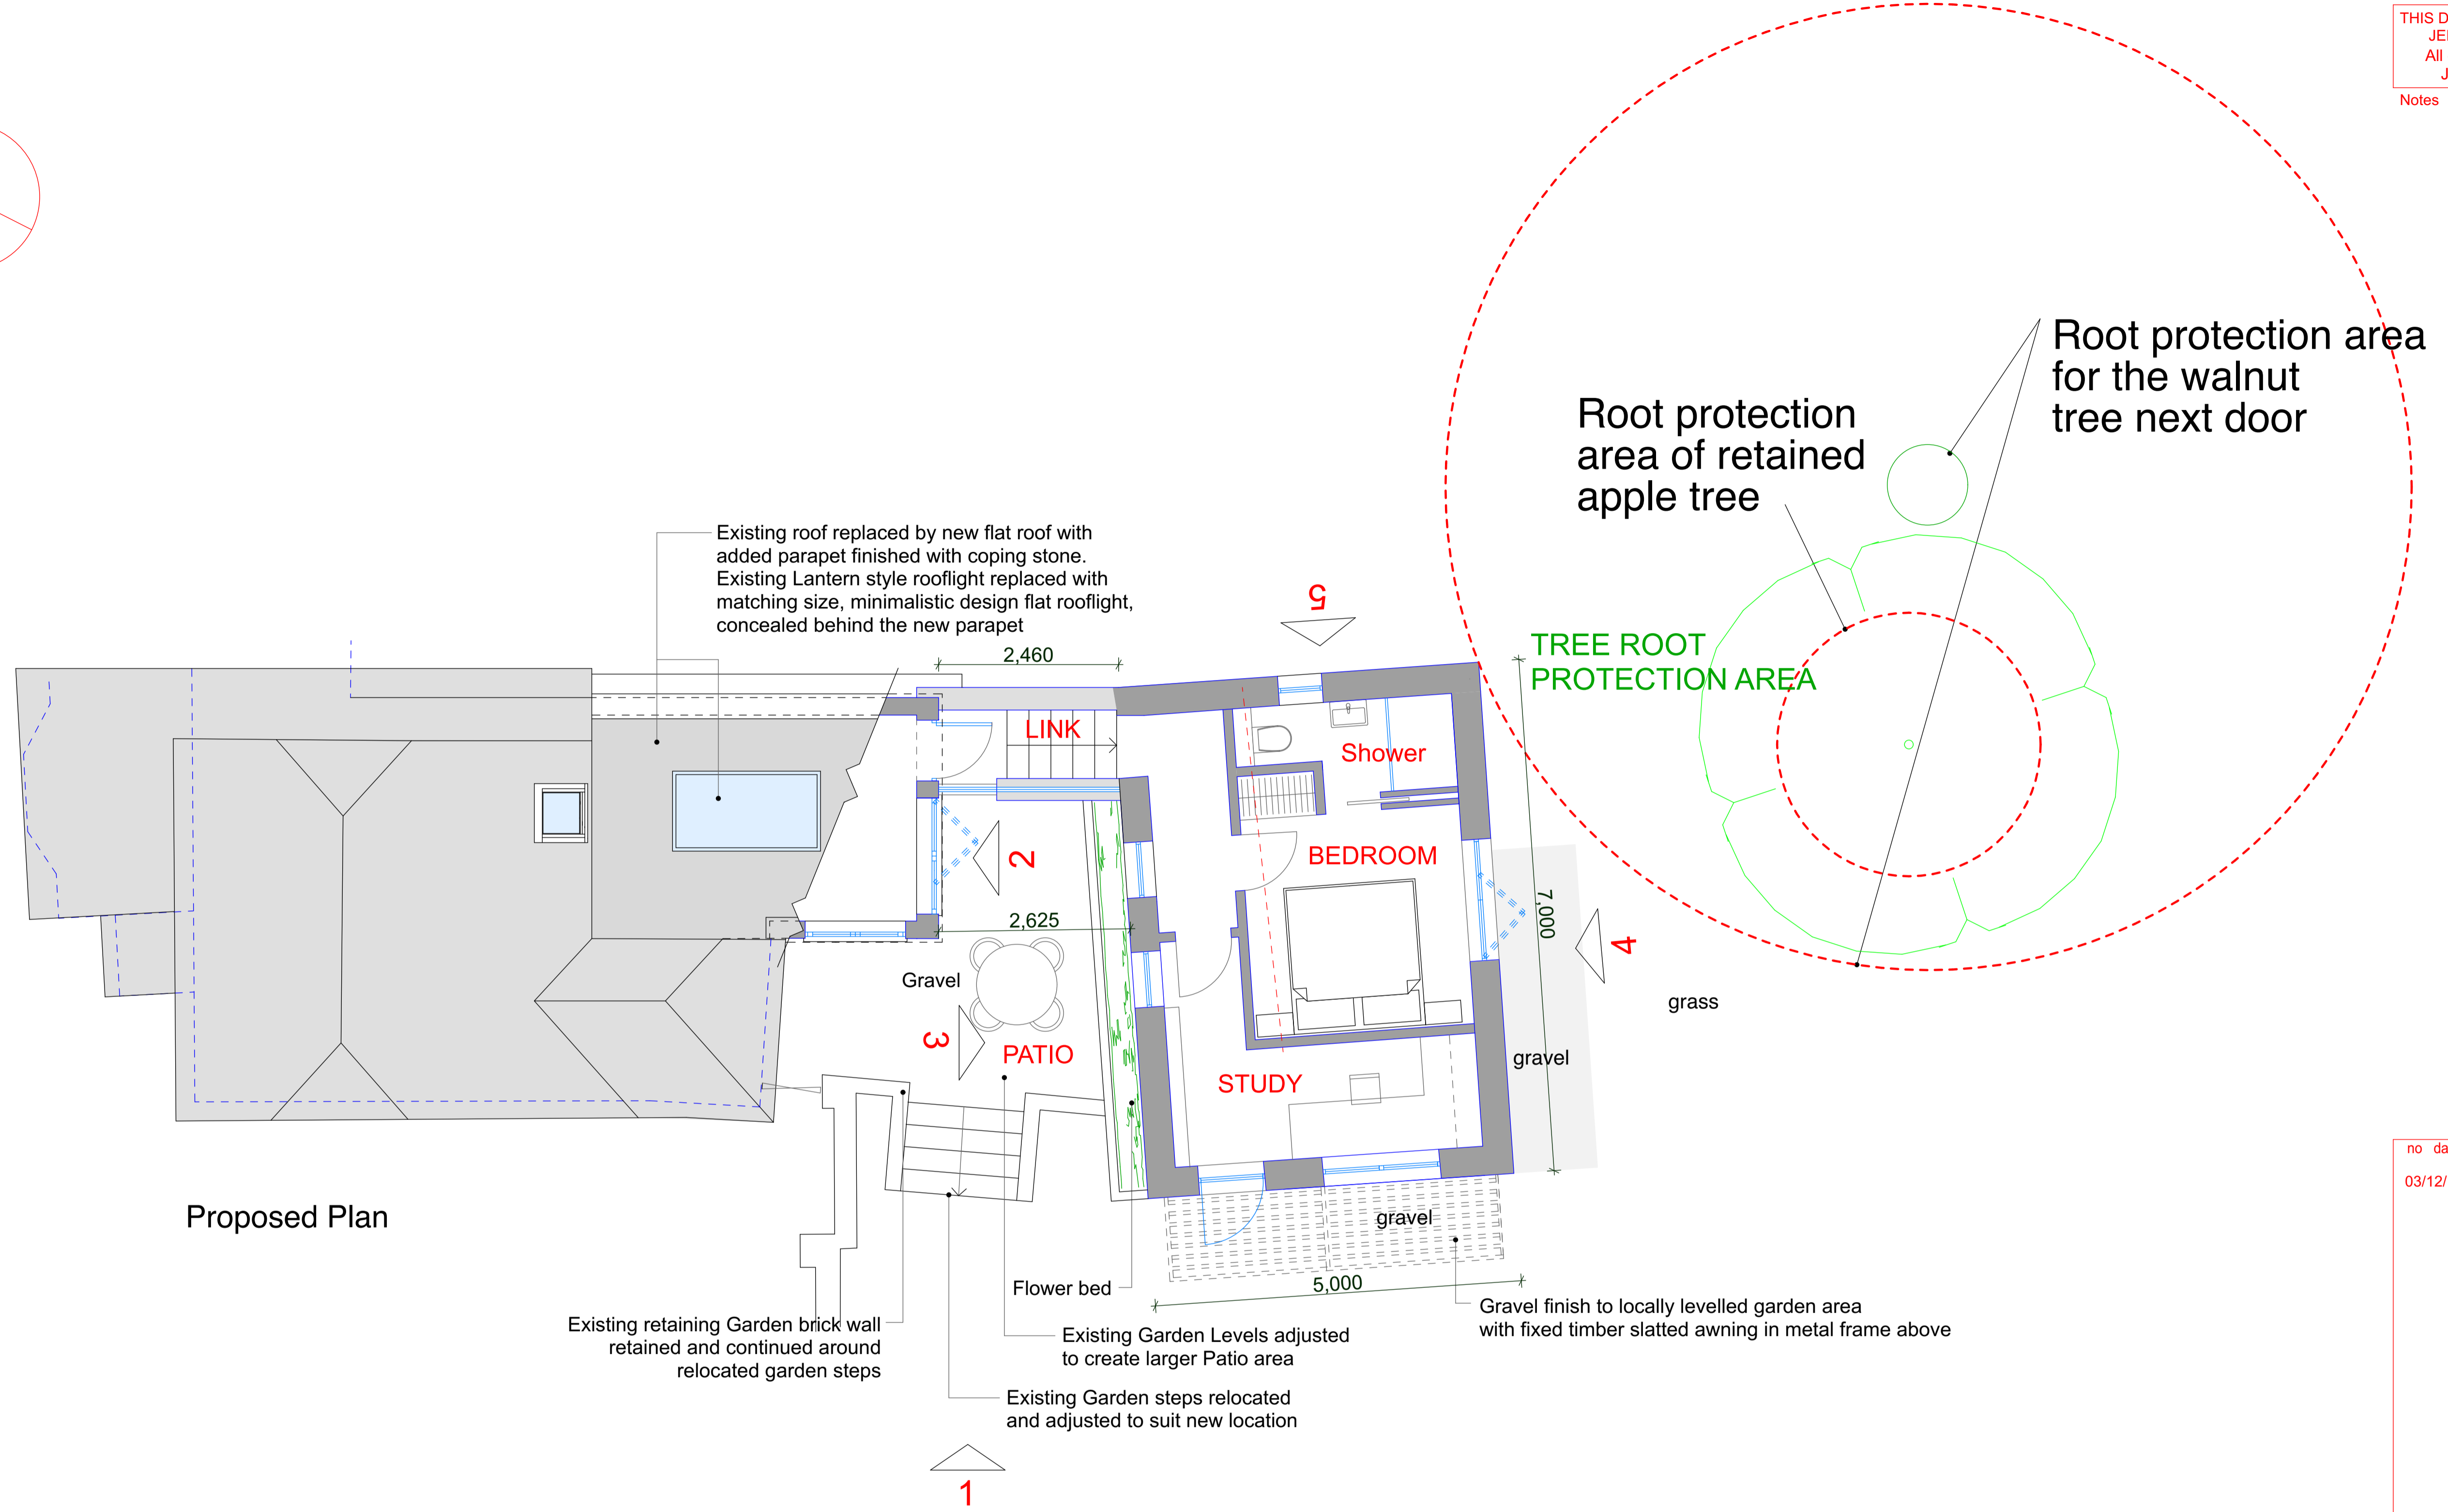 THIS D
JE
All
J
Notes
Root protection area
for the walnut
tree next door
Root protection
area of retained
apple tree
Existing roof replaced by new flat roof with
added parapet finished with coping stone.
Existing Lantern style rooflight replaced with
matching size, minimalistic design flat rooflight,
concealed behind the new parapet
5
TREE ROOT
PROTECTION AREA
2,460
LINK
Shower
2
BEDROOM
7,000
2,625
4
Gravel
grass
3
PATIO
gravel
STUDY
no da
03/12/
Proposed Plan
gravel
Flower bed
5,000
Gravel finish to locally levelled garden area
with fixed timber slatted awning in metal frame above
Existing retaining Garden brick wall
retained and continued around
relocated garden steps
Existing Garden Levels adjusted
to create larger Patio area
Existing Garden steps relocated
and adjusted to suit new location
1